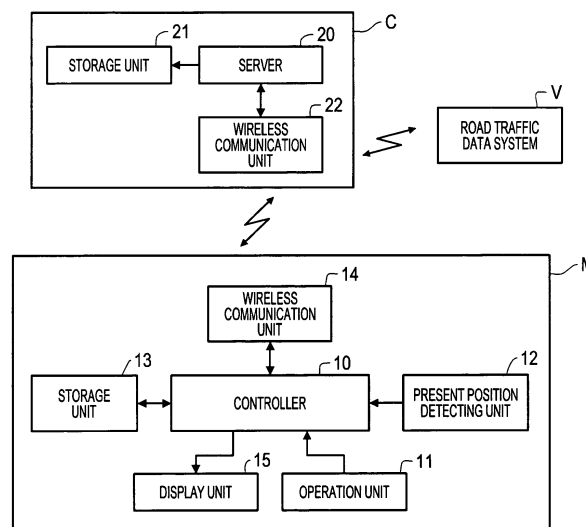 C
21
20
STORAGE UNIT
SERVER
22
WIRELESS
COMMUNICATION
UNIT
V
ROAD TRAFFIC
DATA SYSTEM
M
14
WIRELESS
COMMUNICATION
UNIT
13
10
12
STORAGE
UNIT
CONTROLLER
PRESENT POSITION
DETECTING UNIT
15
11
DISPLAY UNIT
OPERATION UNIT